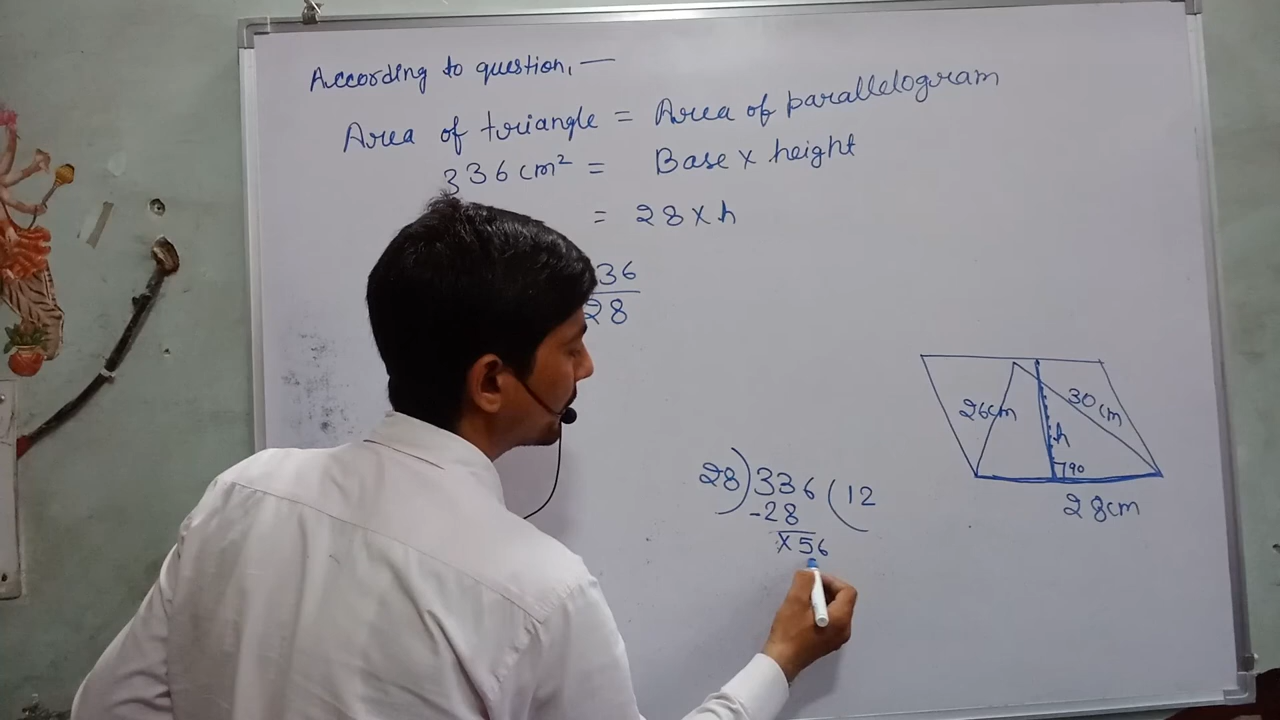 According to question, —
Area of triangle = Area of parallelogram
336 cm² = Base × height
= 28 × h
36
28
28)336(12
-28
×56
26cm
30cm
h
90
28cm